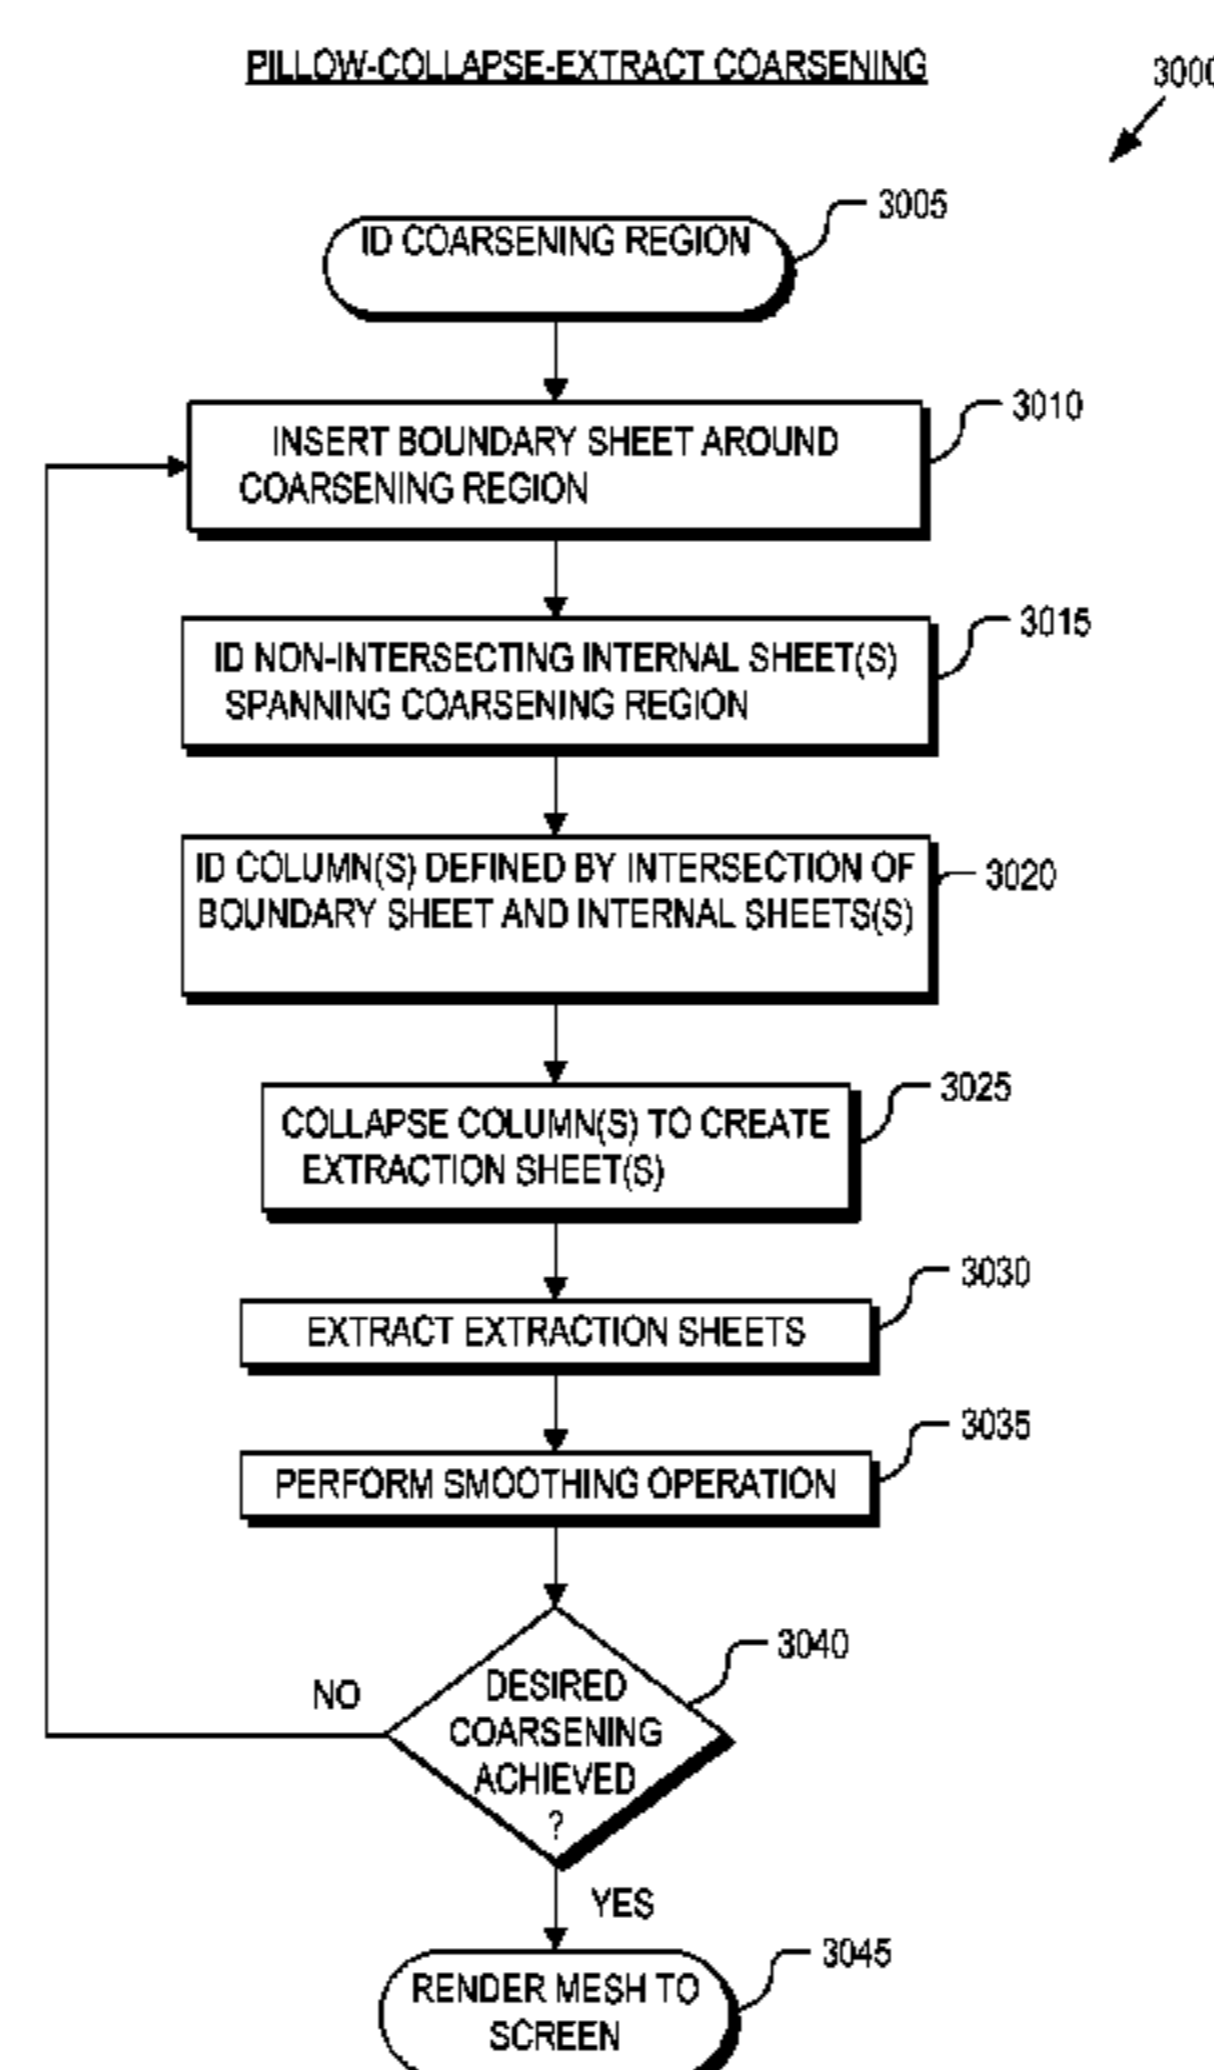 PILLOW-COLLAPSE-EXTRACT COARSENING
3000
ID COARSENING REGION
3005
INSERT BOUNDARY SHEET AROUND
COARSENING REGION
3010
ID NON-INTERSECTING INTERNAL SHEET(S)
SPANNING COARSENING REGION
3015
ID COLUMN(S) DEFINED BY INTERSECTION OF
BOUNDARY SHEET AND INTERNAL SHEETS(S)
3020
COLLAPSE COLUMN(S) TO CREATE
EXTRACTION SHEET(S)
3025
EXTRACT EXTRACTION SHEETS
3030
PERFORM SMOOTHING OPERATION
3035
DESIRED
COARSENING
ACHIEVED
?
3040
NO
YES
RENDER MESH TO
SCREEN
3045